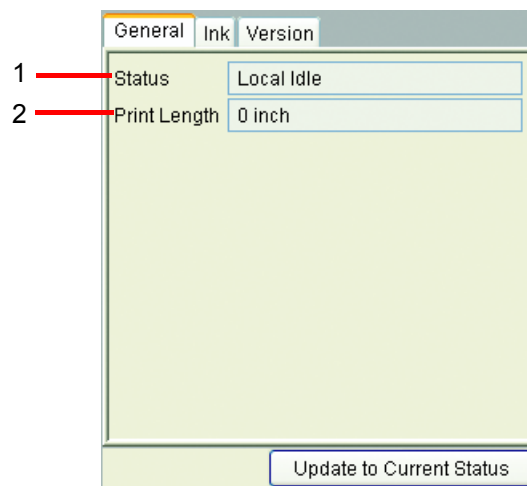 General Ink Version
1 Status Local Idle
2 Print Length 0 inch
Update to Current Status